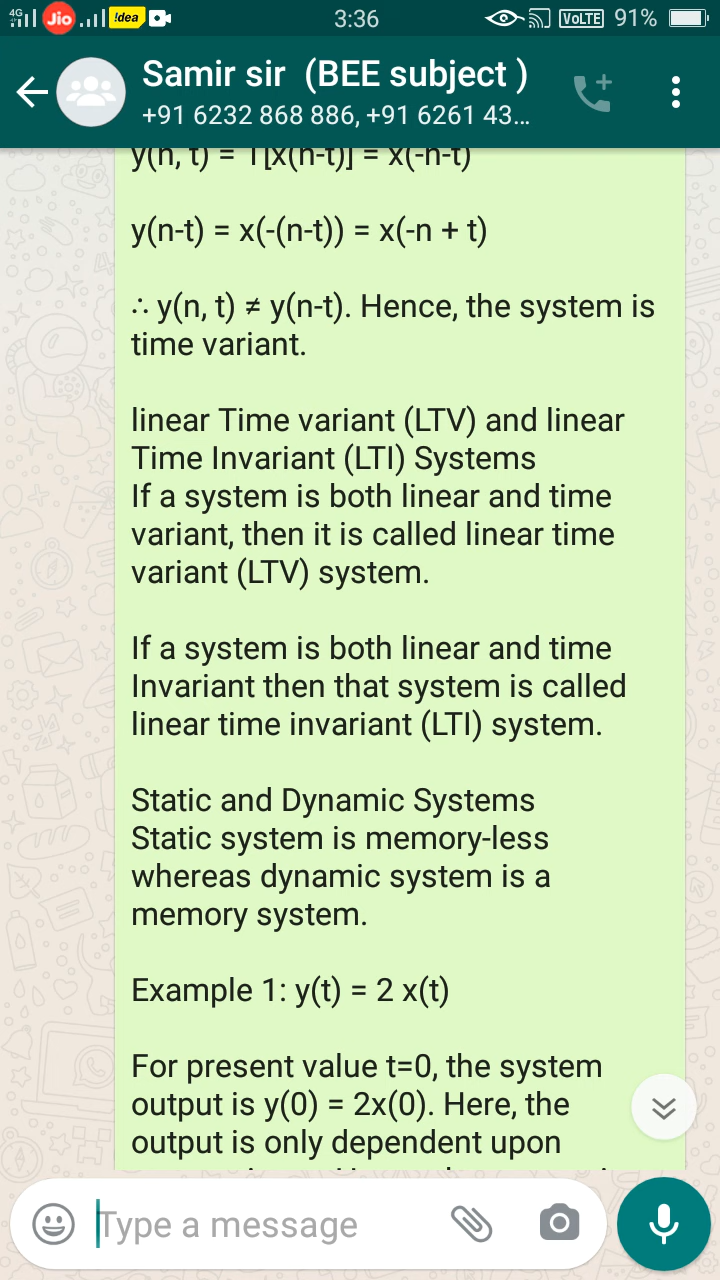 4G Jio !dea 3:36 VoLTE 91%
Samir sir (BEE subject )
+91 6232 868 886, +91 6261 43...
y(n, t) = T[x(n-t)] = x(-n-t)
y(n-t) = x(-(n-t)) = x(-n + t)
∴ y(n, t) ≠ y(n-t). Hence, the system is
time variant.
linear Time variant (LTV) and linear
Time Invariant (LTI) Systems
If a system is both linear and time
variant, then it is called linear time
variant (LTV) system.
If a system is both linear and time
Invariant then that system is called
linear time invariant (LTI) system.
Static and Dynamic Systems
Static system is memory-less
whereas dynamic system is a
memory system.
Example 1: y(t) = 2 x(t)
For present value t=0, the system
output is y(0) = 2x(0). Here, the
output is only dependent upon
Type a message